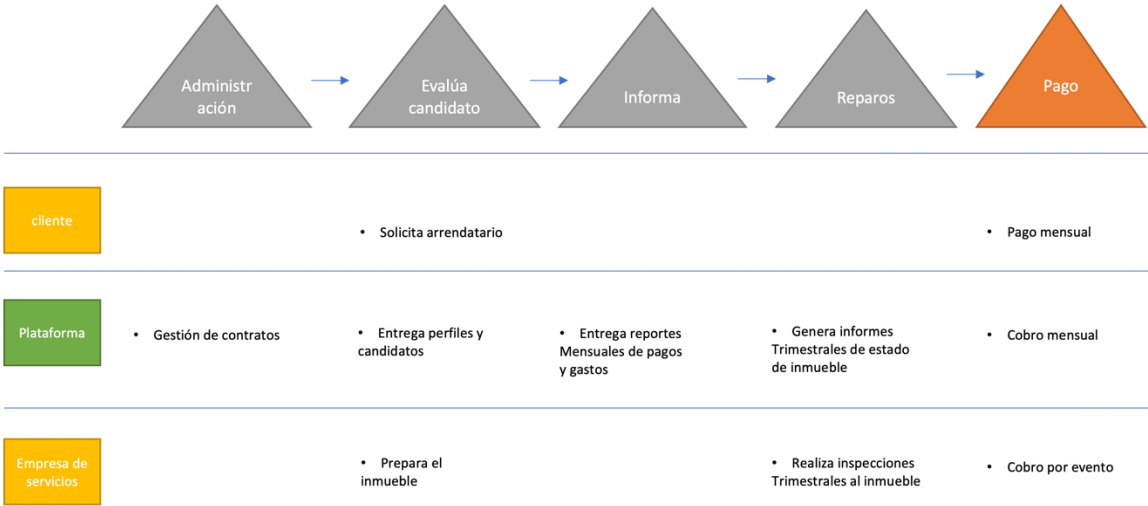 Administr
ación
Evalúa
candidato
Informa
Reparos
Pago
cliente
• Solicita arrendatario
• Pago mensual
Plataforma
• Gestión de contratos
• Entrega perfiles y
candidatos
• Entrega reportes
Mensuales de pagos
y gastos
• Genera informes
Trimestrales de estado
de inmueble
• Cobro mensual
Empresa de
servicios
• Prepara el
inmueble
• Realiza inspecciones
Trimestrales al inmueble
• Cobro por evento